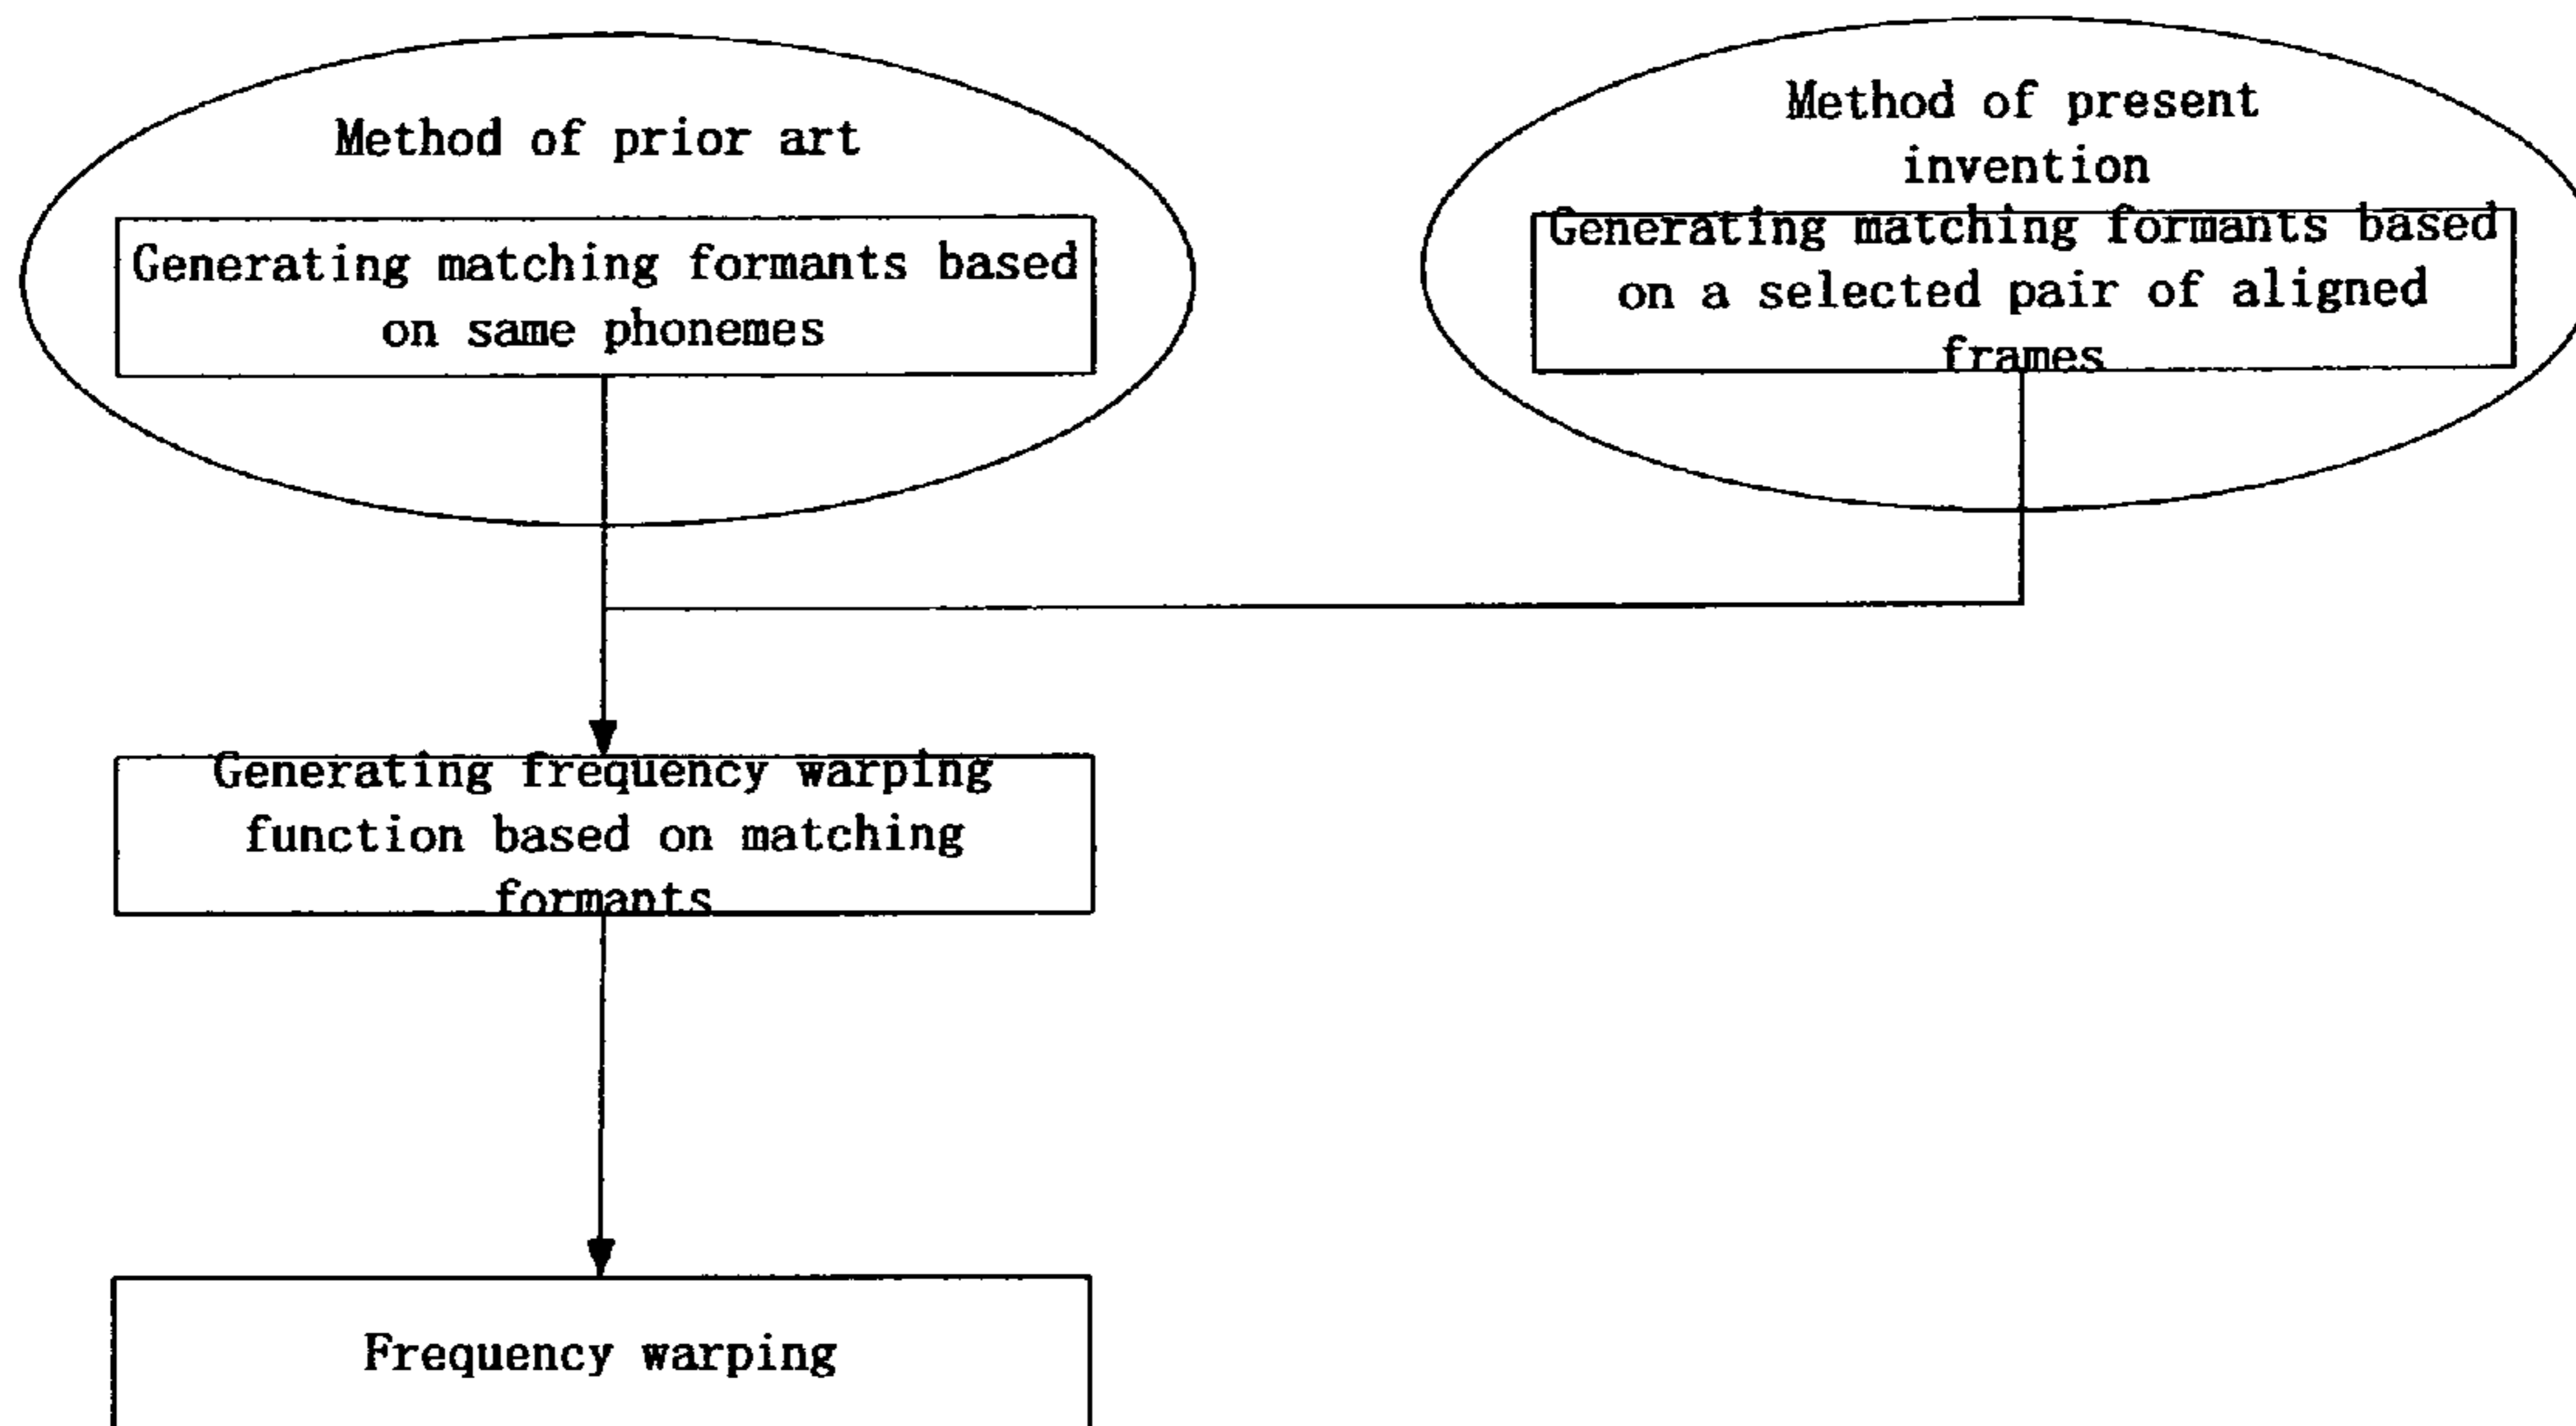 Method of prior art
Generating matching formants based
on same phonemes
Method of present
invention
Generating matching formants based
on a selected pair of aligned
frames
Generating frequency warping
function based on matching
formants
Frequency warping